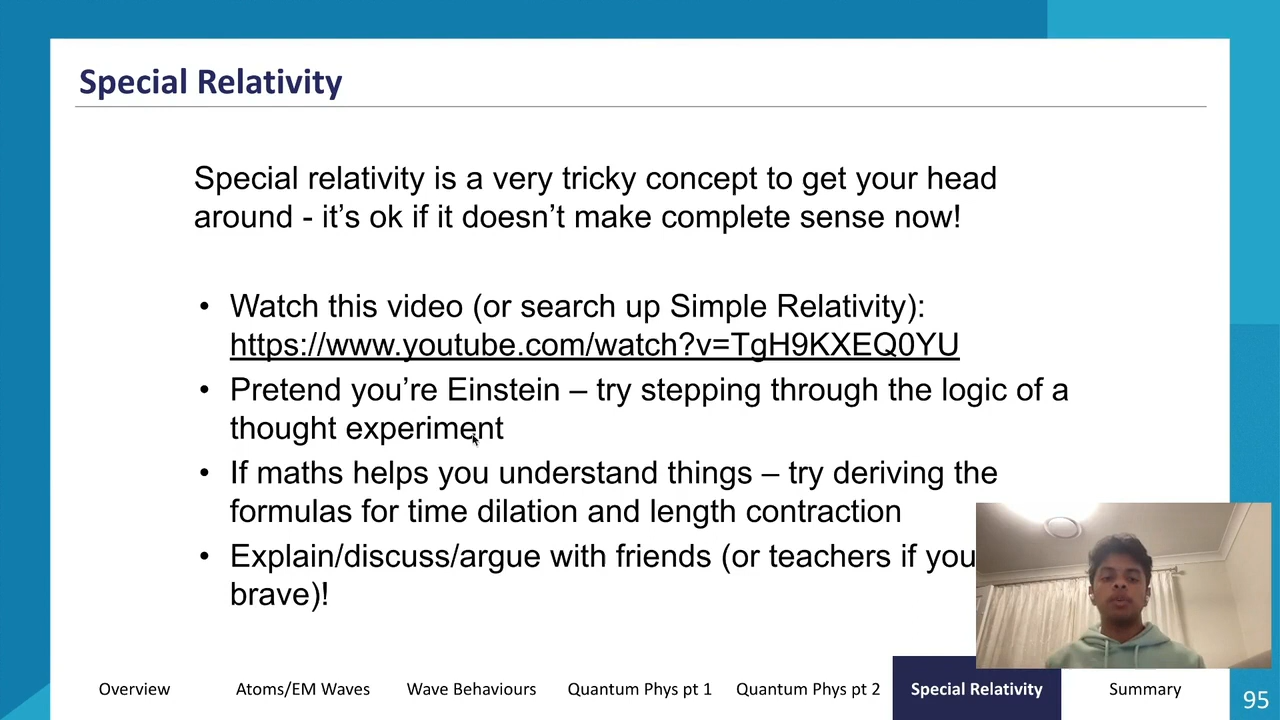 Special Relativity
Special relativity is a very tricky concept to get your head
around - it’s ok if it doesn’t make complete sense now!
• Watch this video (or search up Simple Relativity):
https://www.youtube.com/watch?v=TgH9KXEQ0YU
• Pretend you’re Einstein – try stepping through the logic of a
thought experiment
• If maths helps you understand things – try deriving the
formulas for time dilation and length contraction
• Explain/discuss/argue with friends (or teachers if you
brave)!
Overview Atoms/EM Waves Wave Behaviours Quantum Phys pt 1 Quantum Phys pt 2 Special Relativity Summary
95